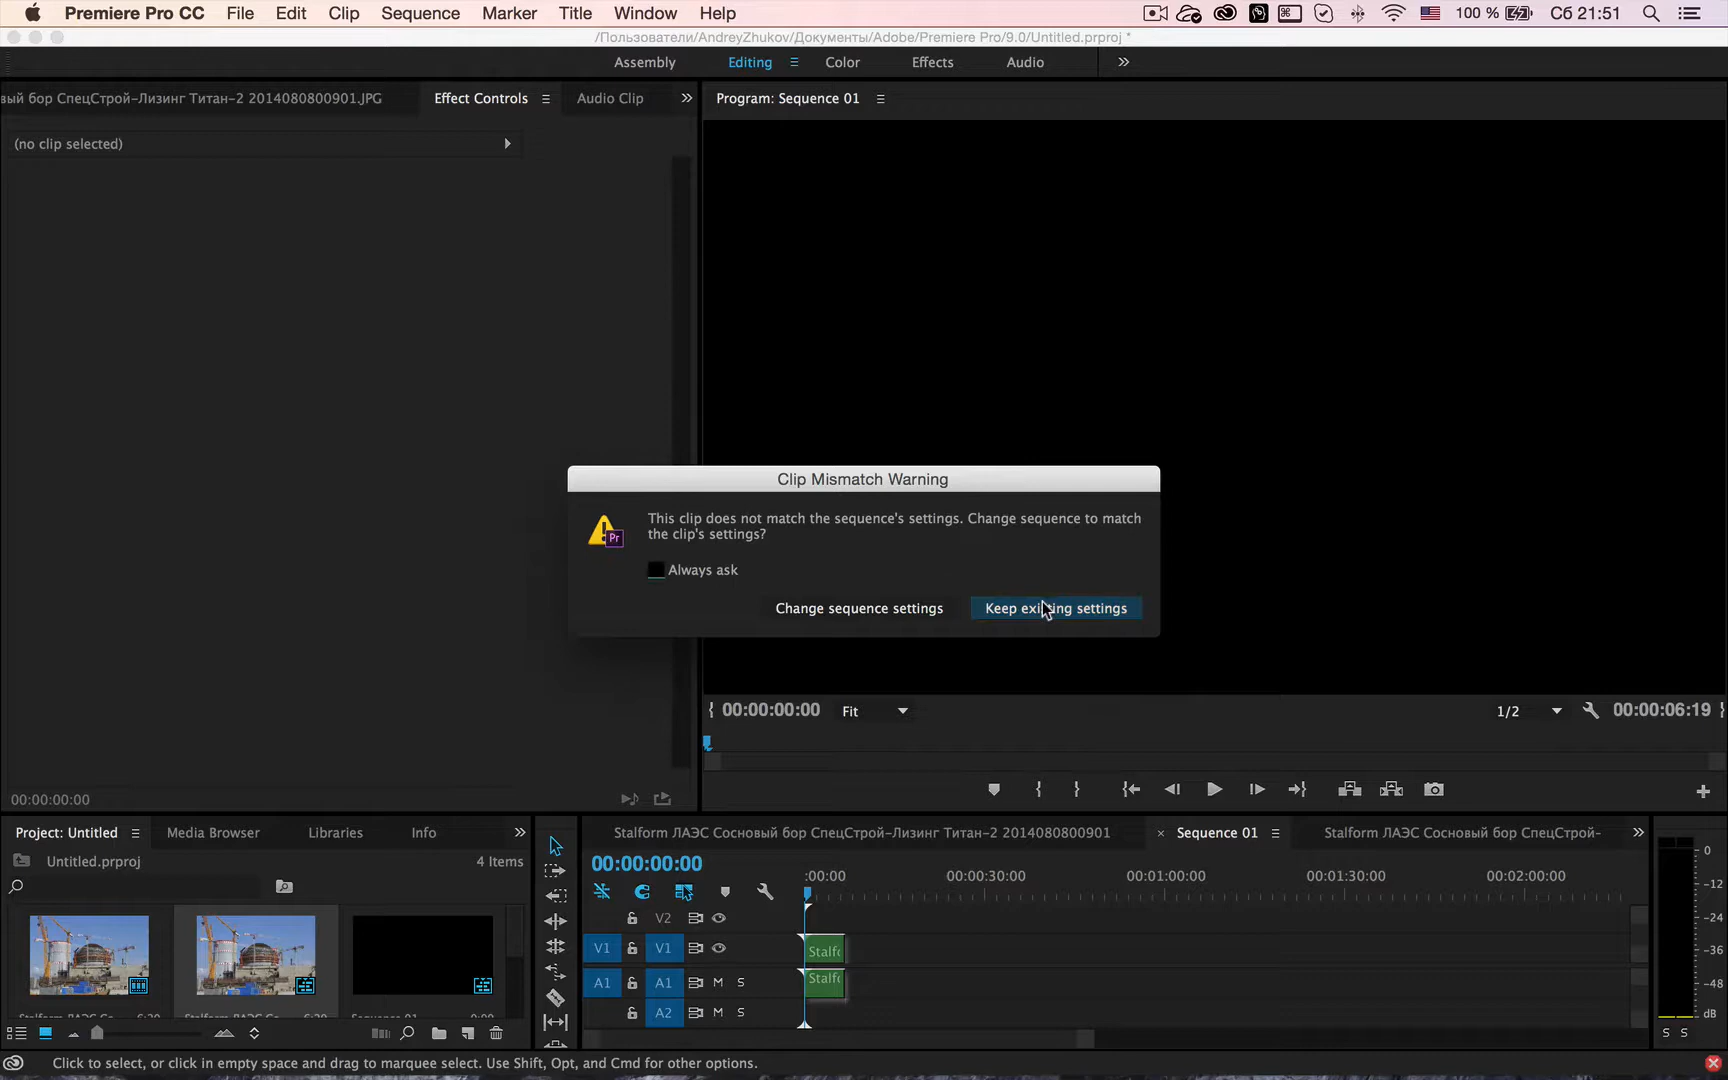 Premiere Pro CC File Edit Clip Sequence Marker Title Window Help 100 % Сб 21:51
/Пользователи/AndreyZhukov/Документы/Adobe/Premiere Pro/9.0/Untitled.prproj *
Assembly Editing Color Effects Audio
вый бор СпецСтрой-Лизинг Титан-2 2014080800901.JPG Effect Controls Audio Clip Program: Sequence 01
(no clip selected)
Clip Mismatch Warning
This clip does not match the sequence's settings. Change sequence to match
the clip's settings?
Pr
Always ask
Change sequence settings Keep existing settings
00:00:00:00 Fit 1/2 00:00:06:19
00:00:00:00
Project: Untitled Media Browser Libraries Info Stalform ЛАЭС Сосновый бор СпецСтрой-Лизинг Титан-2 2014080800901 × Sequence 01 Stalform ЛАЭС Сосновый бор СпецСтрой-
Untitled.prproj 4 Items
00:00:00:00
:00:00 00:00:30:00 00:01:00:00 00:01:30:00 00:02:00:00
V2
V1 V1 Stalfo
A1 A1 M S Stalfo
A2 M S
0
-12
-24
-36
-48
dB
S S
Click to select, or click in empty space and drag to marquee select. Use Shift, Opt, and Cmd for other options.